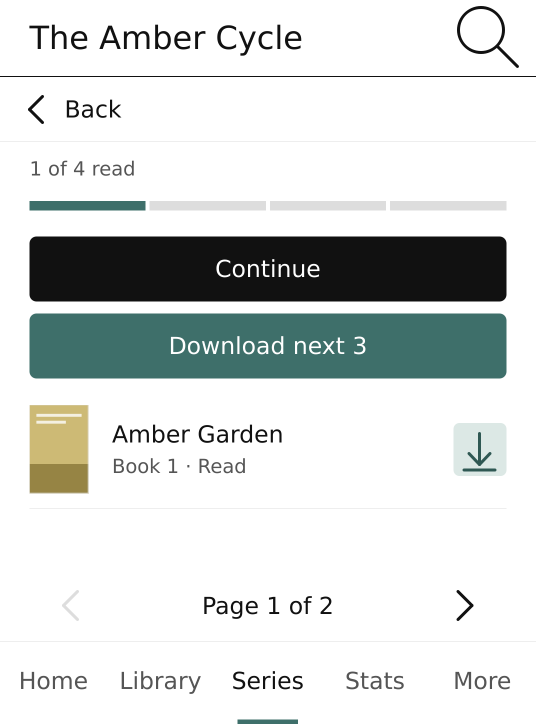 The Amber Cycle
Back
1 of 4 read
Continue
Download next 3
Amber Garden
Book 1 · Read
Page 1 of 2
Home Library Series Stats More